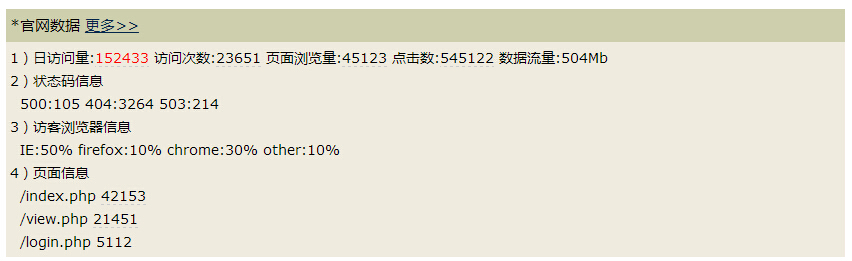 *官网数据 更多>>
1）日访问量:152433 访问次数:23651 页面浏览量:45123 点击数:545122 数据流量:504Mb
2）状态码信息
500:105 404:3264 503:214
3）访客浏览器信息
IE:50% firefox:10% chrome:30% other:10%
4）页面信息
/index.php 42153
/view.php 21451
/login.php 5112